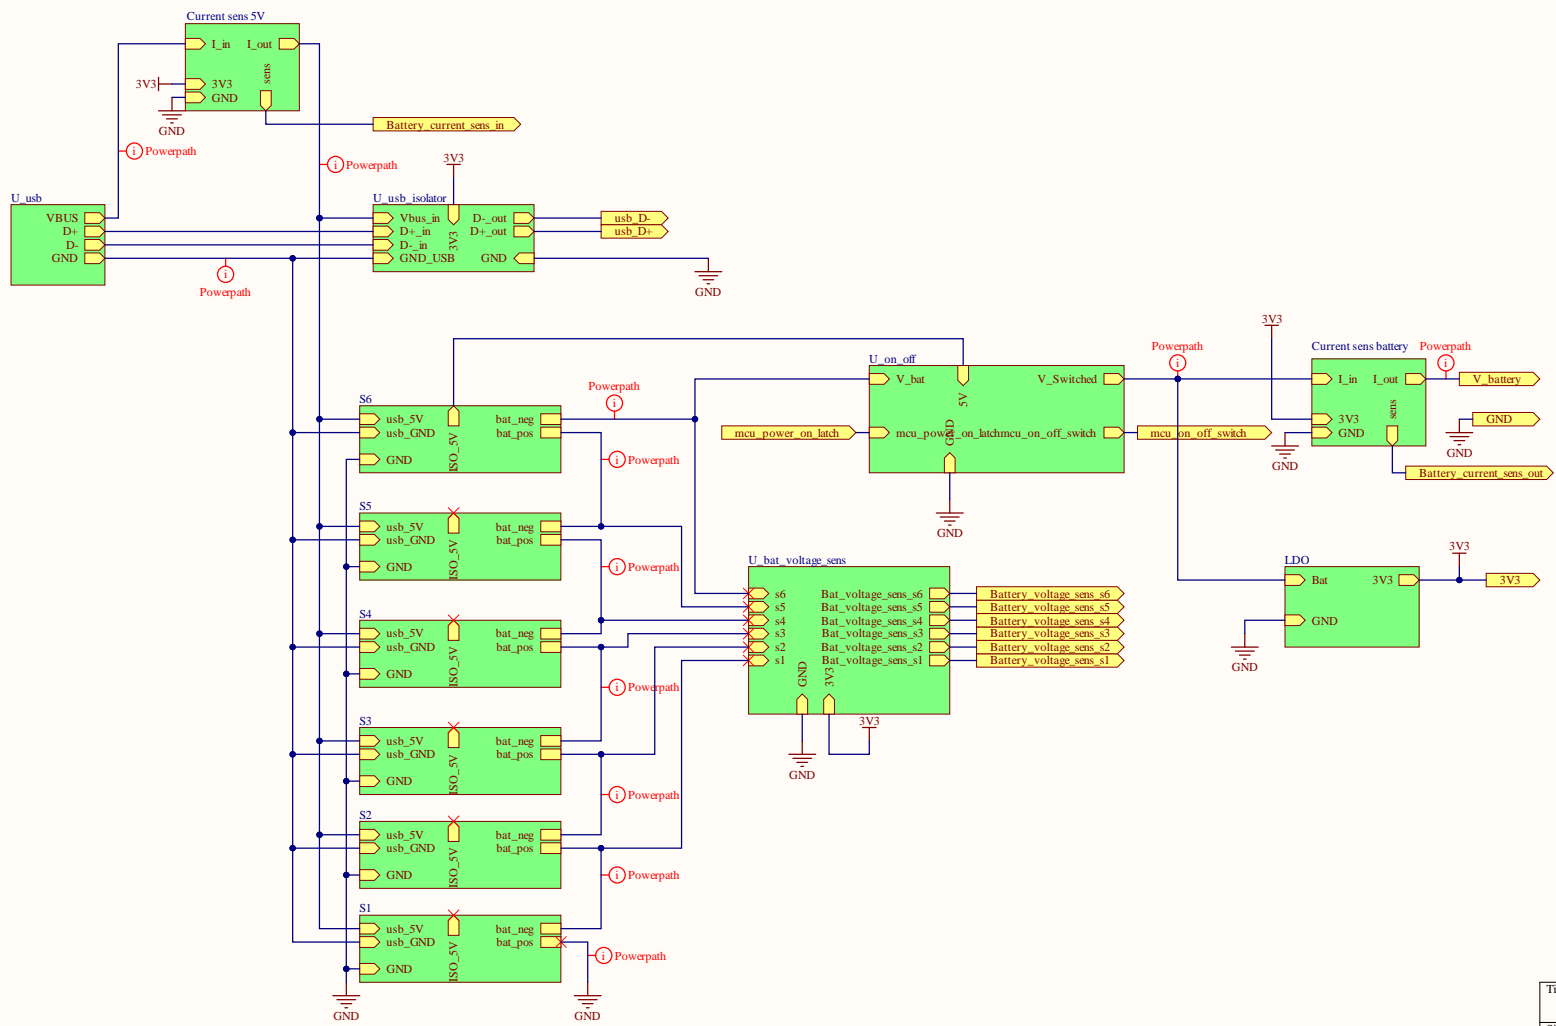 Current sens 5V
I_in I_out
sens
3V3 3V3
GND
GND
Battery_current_sens_in
i Powerpath
i Powerpath
3V3
U_usb
VBUS
D+
D-
GND
i
Powerpath
U_usb_isolator
Vbus_in D-_out
D+_in D+_out
D-_in
GND_USB GND
3V3
usb_D-
usb_D+
GND
U_on_off
V_bat V_Switched
5V
mcu_power_on_latch
mcu_power_on_latchmcu_on_off_switch
GND
mcu_on_off_switch
GND
Powerpath
i
3V3
Current sens battery
I_in I_out
sens
3V3
GND
GND
Powerpath
i
V_battery
GND
GND
Battery_current_sens_out
Powerpath
i
S6
usb_5V bat_neg
usb_GND bat_pos
GND
ISO_5V
i Powerpath
S5
usb_5V bat_neg
usb_GND bat_pos
GND
ISO_5V
i Powerpath
S4
usb_5V bat_neg
usb_GND bat_pos
GND
ISO_5V
i Powerpath
S3
usb_5V bat_neg
usb_GND bat_pos
GND
ISO_5V
i Powerpath
S2
usb_5V bat_neg
usb_GND bat_pos
GND
ISO_5V
i Powerpath
S1
usb_5V bat_neg
usb_GND bat_pos
GND
ISO_5V
i Powerpath
GND
GND
U_bat_voltage_sens
s6 Bat_voltage_sens_s6 Battery_voltage_sens_s6
s5 Bat_voltage_sens_s5 Battery_voltage_sens_s5
s4 Bat_voltage_sens_s4 Battery_voltage_sens_s4
s3 Bat_voltage_sens_s3 Battery_voltage_sens_s3
s2 Bat_voltage_sens_s2 Battery_voltage_sens_s2
s1 Bat_voltage_sens_s1 Battery_voltage_sens_s1
GND
3V3
3V3
GND
LDO
Bat 3V3
GND
3V3
3V3
GND